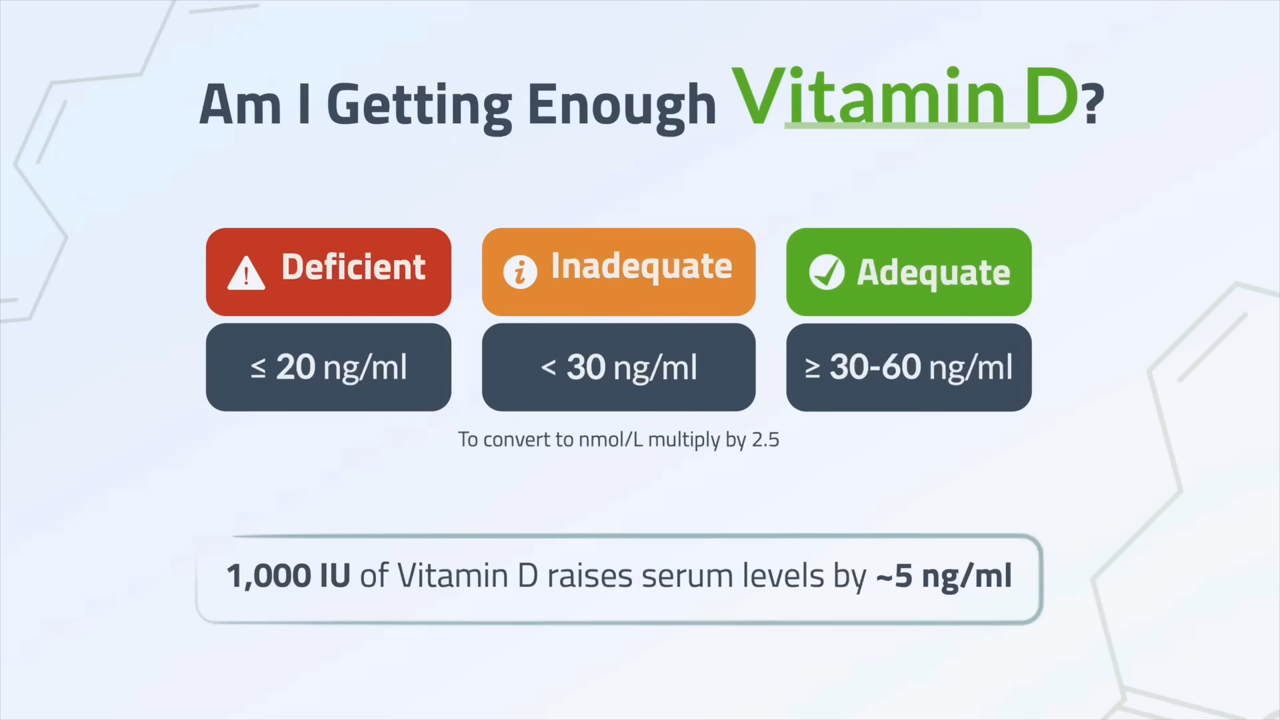 Am I Getting Enough Vitamin D?
Deficient
Inadequate
Adequate
≤ 20 ng/ml
< 30 ng/ml
≥ 30-60 ng/ml
To convert to nmol/L multiply by 2.5
1,000 IU of Vitamin D raises serum levels by ~5 ng/ml